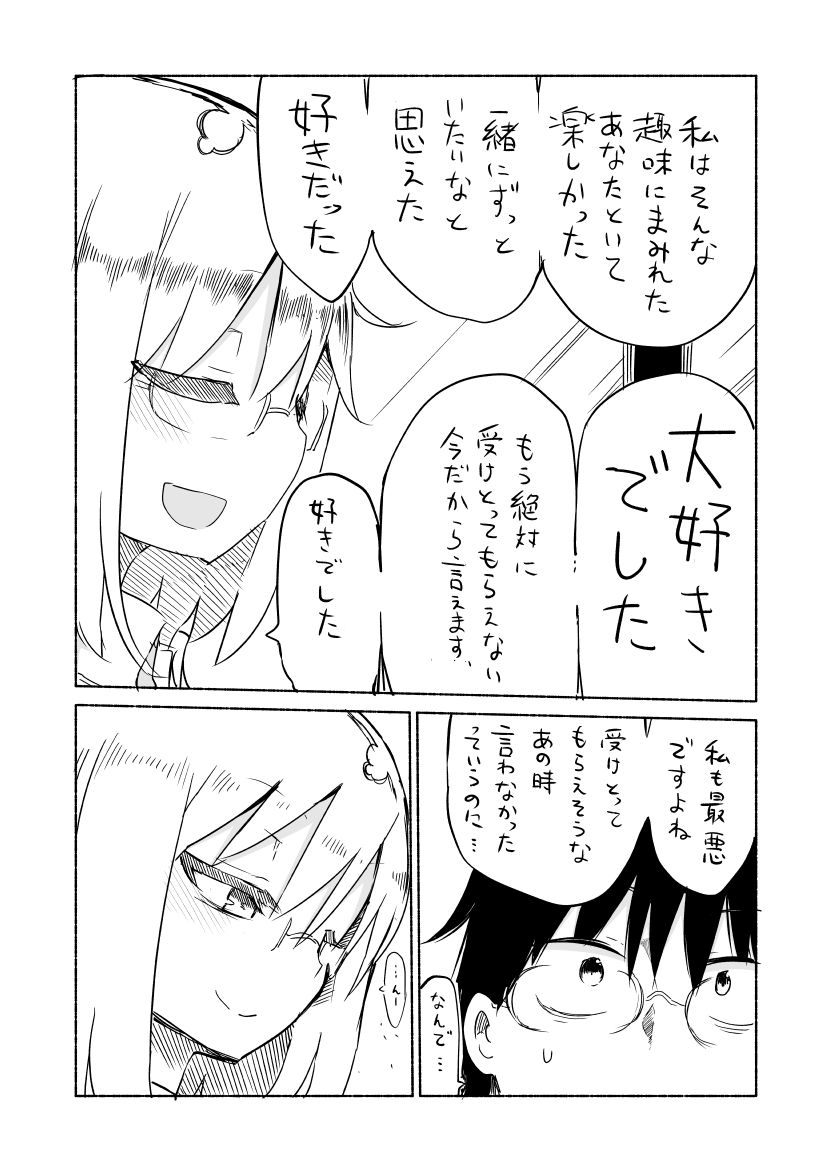 私はそんな
趣味にまみれた
あなたといて
楽しかった
一緒にずっと
いたいなと
思えた
好きだった
大好き
でした
もう絶対に
受けとってもらえない
今だから言えます、
好きでした
私も最悪
ですよね
受けとって
もらえそうな
あの時
言わなかった
っていうのに…
なんで…
…んー